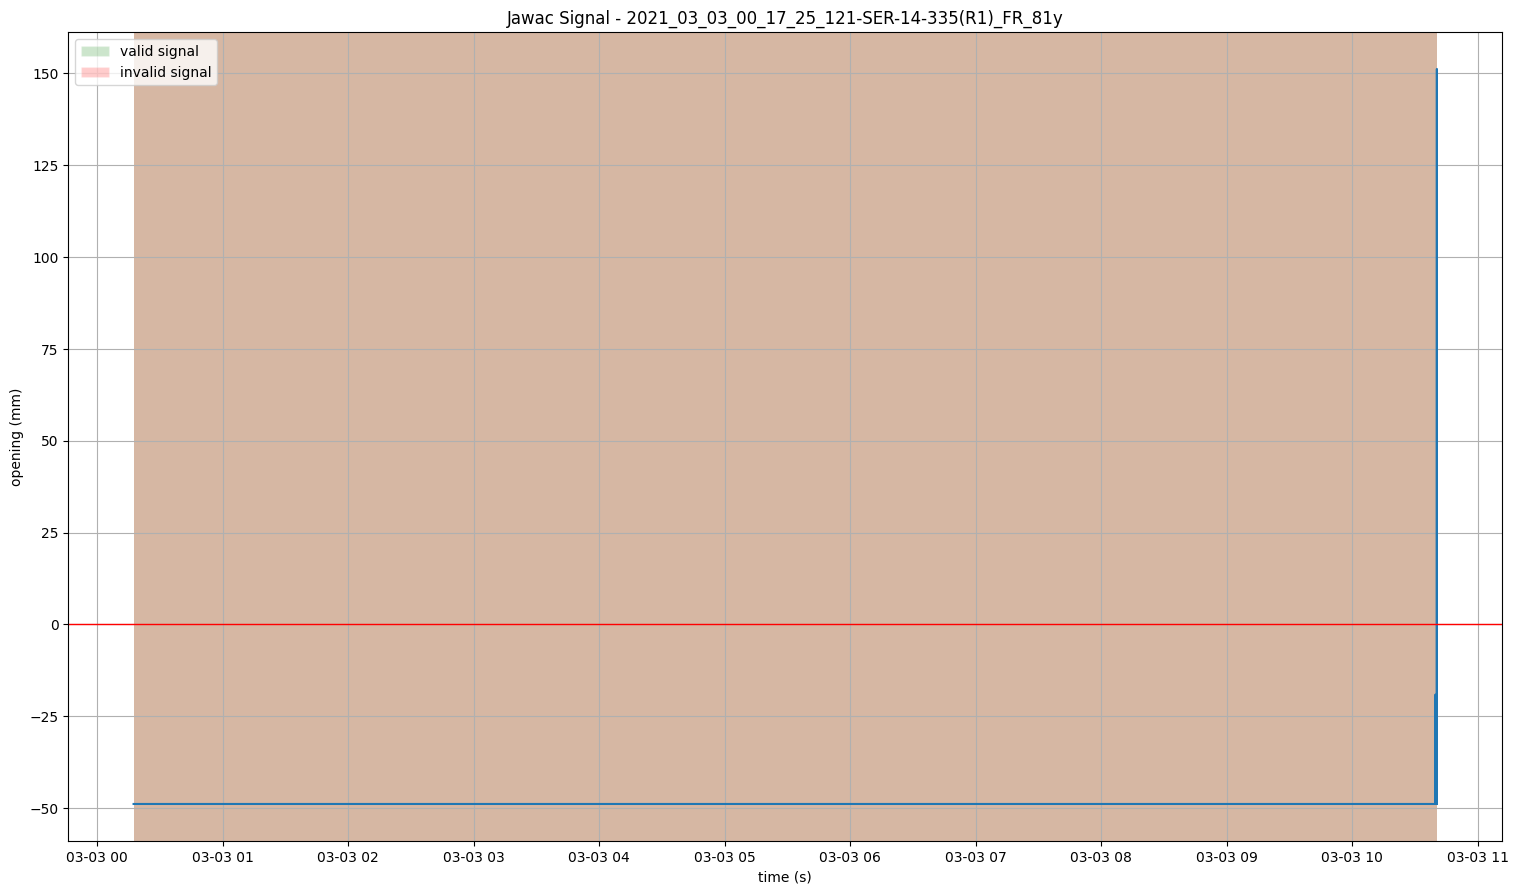 Jawac Signal - 2021_03_03_00_17_25_121-SER-14-335(R1)_FR_81y
valid signal
invalid signal
150
125
100
75
50
25
0
−25
−50
opening (mm)
03-03 00 03-03 01 03-03 02 03-03 03 03-03 04 03-03 05 03-03 06 03-03 07 03-03 08 03-03 09 03-03 10 03-03 11
time (s)